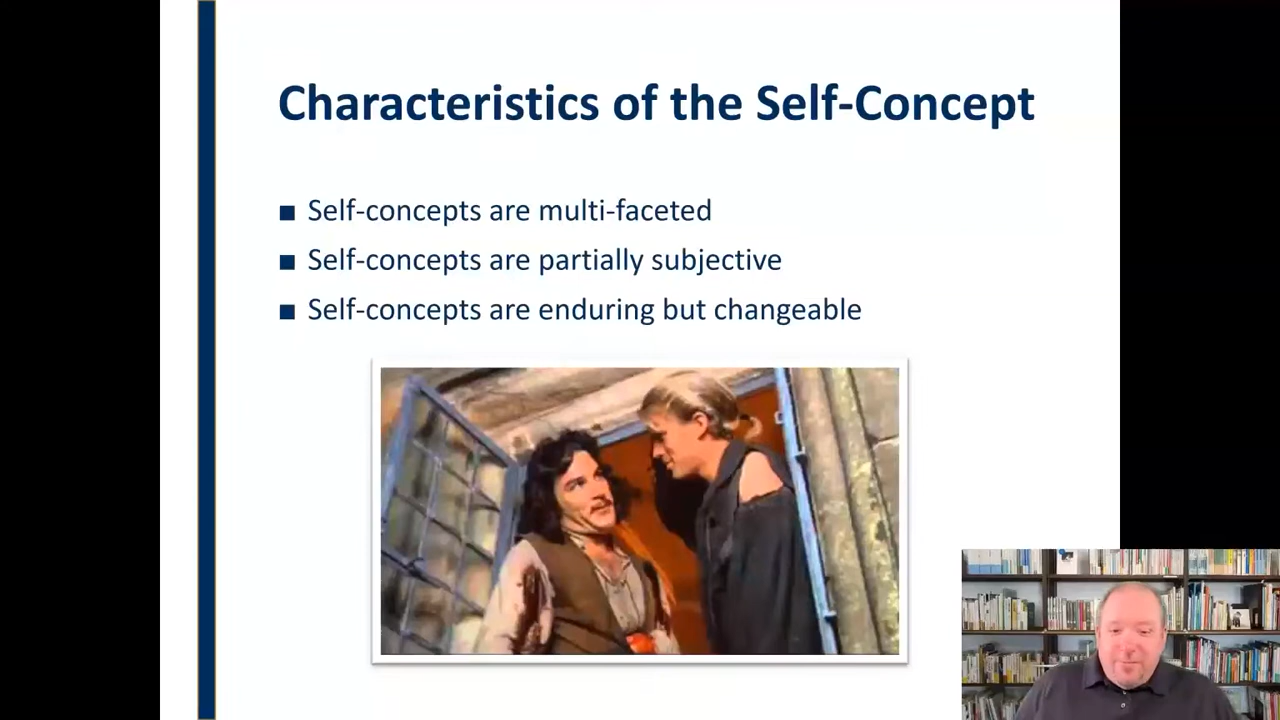 Characteristics of the Self-Concept
■ Self-concepts are multi-faceted
■ Self-concepts are partially subjective
■ Self-concepts are enduring but changeable